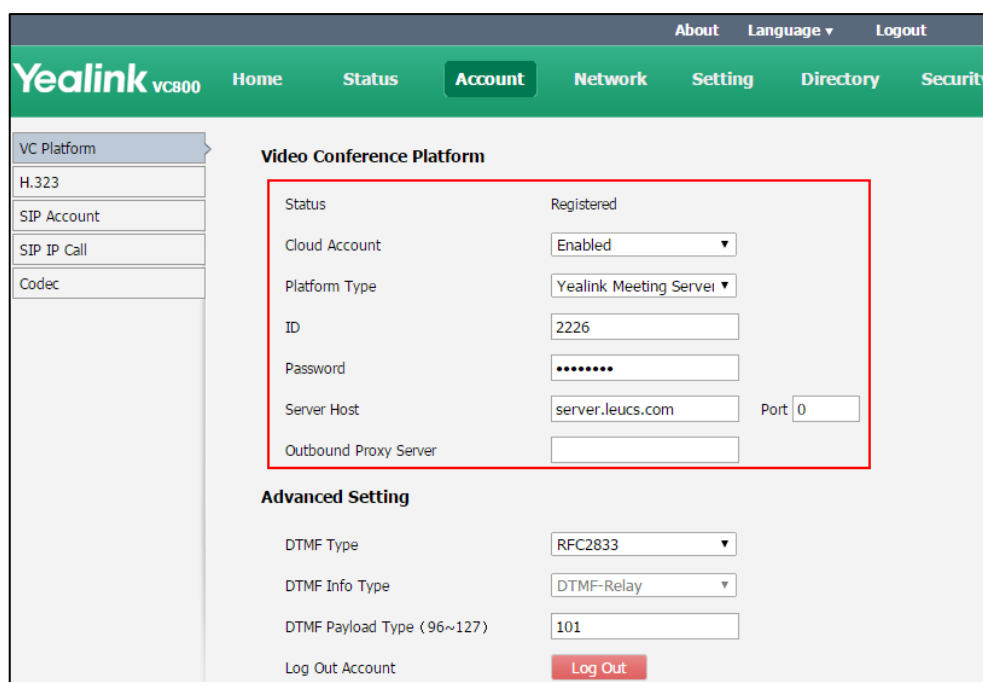 About Language ▾ Logout
Yealink VC800 Home Status Account Network Setting Directory Securit
VC Platform
H.323
SIP Account
SIP IP Call
Codec
Video Conference Platform
Status Registered
Cloud Account Enabled
Platform Type Yealink Meeting Server
ID 2226
Password ••••••••
Server Host server.leucs.com Port 0
Outbound Proxy Server
Advanced Setting
DTMF Type RFC2833
DTMF Info Type DTMF-Relay
DTMF Payload Type (96~127) 101
Log Out Account Log Out